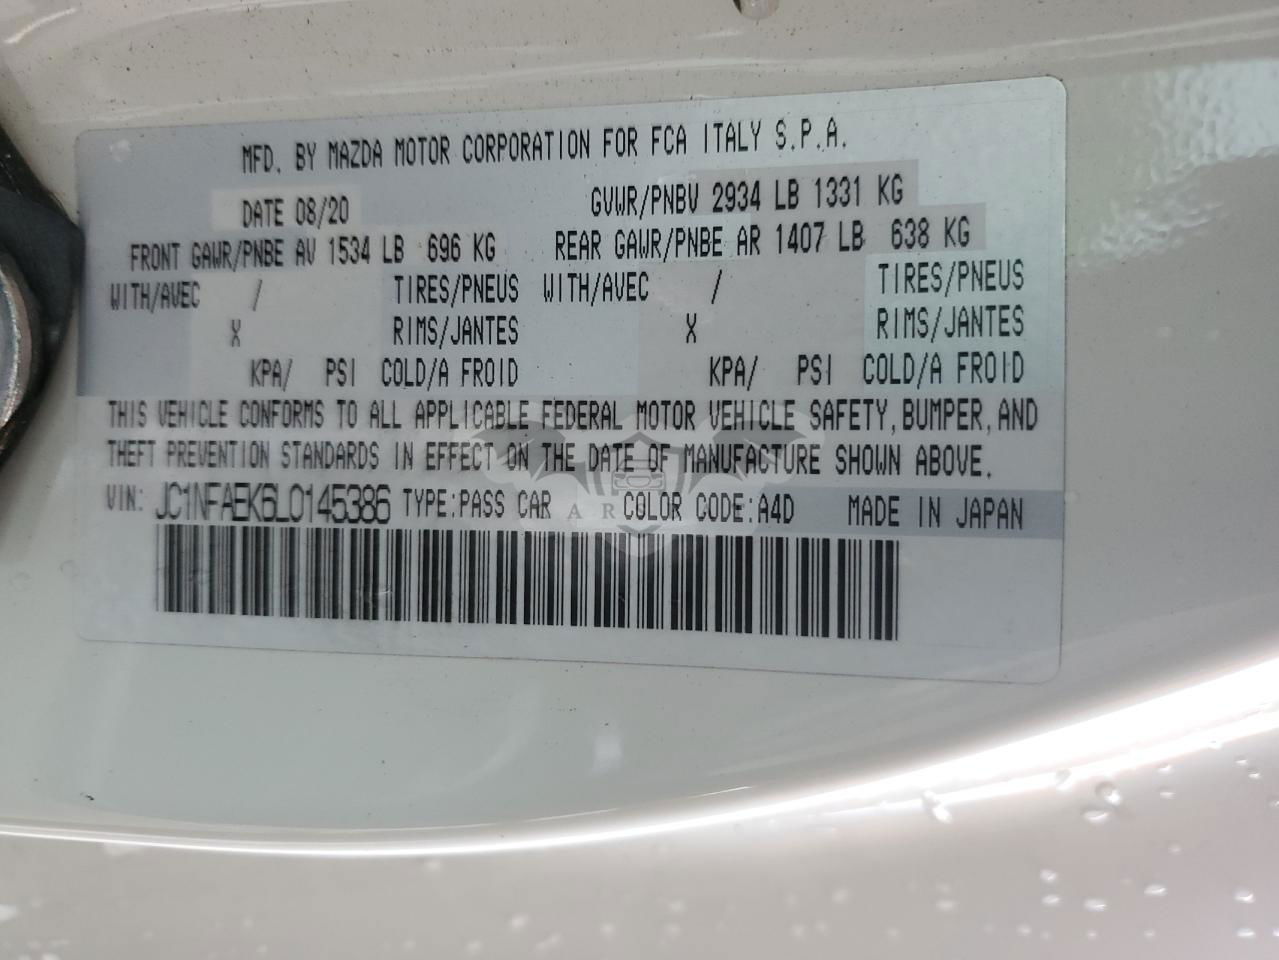 MFD. BY MAZDA MOTOR CORPORATION FOR FCA ITALY S.P.A.
DATE 08/20 GVWR/PNBV 2934 LB 1331 KG
FRONT GAWR/PNBE AV 1534 LB 696 KG REAR GAWR/PNBE AR 1407 LB 638 KG
WITH/AVEC / TIRES/PNEUS WITH/AVEC / TIRES/PNEUS
X RIMS/JANTES X RIMS/JANTES
KPA/ PSI COLD/A FROID KPA/ PSI COLD/A FROID
THIS VEHICLE CONFORMS TO ALL APPLICABLE FEDERAL MOTOR VEHICLE SAFETY, BUMPER, AND
THEFT PREVENTION STANDARDS IN EFFECT ON THE DATE OF MANUFACTURE SHOWN ABOVE.
VIN: JC1NFAEK6L0145386 TYPE:PASS CAR COLOR CODE:A4D MADE IN JAPAN